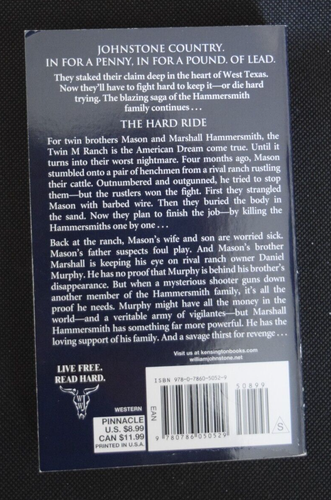 JOHNSTONE COUNTRY.
IN FOR A PENNY, IN FOR A POUND. OF LEAD.
They staked their claim deep in the heart of West Texas.
Now they'll have to fight hard to keep it—or die hard
trying. The blazing saga of the Hammersmith
family continues . . .
THE HARD RIDE
For twin brothers Mason and Marshall Hammersmith, the
Twin M Ranch is the American Dream come true. Until it
turns into their worst nightmare. Four months ago, Mason
stumbled onto a pair of henchmen from a rival ranch rustling
their cattle. Outnumbered and outgunned, he tried to stop
them—but the rustlers won the fight. First they strangled
Mason with barbed wire. Then they buried the body in
the sand. Now they plan to finish the job—by killing the
Hammersmiths one by one . . .
Back at the ranch, Mason's wife and son are worried sick.
Mason's father suspects foul play. And Mason's brother
Marshall is keeping his eye on rival ranch owner Daniel
Murphy. He has no proof that Murphy is behind his brother's
disappearance. But when a mysterious shooter guns down
another member of the Hammersmith family, it's all the
proof he needs. Murphy might have all the money in the
world—and a veritable army of vigilantes—but Marshall
Hammersmith has something far more powerful. He has the
loving support of his family. And a savage thirst for revenge . . .
Visit us at kensingtonbooks.com
williamjohnstone.net
LIVE FREE.
READ HARD.
WESTERN
PINNACLE
U.S. $8.99
CAN $11.99
PRINTED IN U.S.A.
ISBN 978-0-7860-5052-9
50899
EAN
9 780786 050529
S